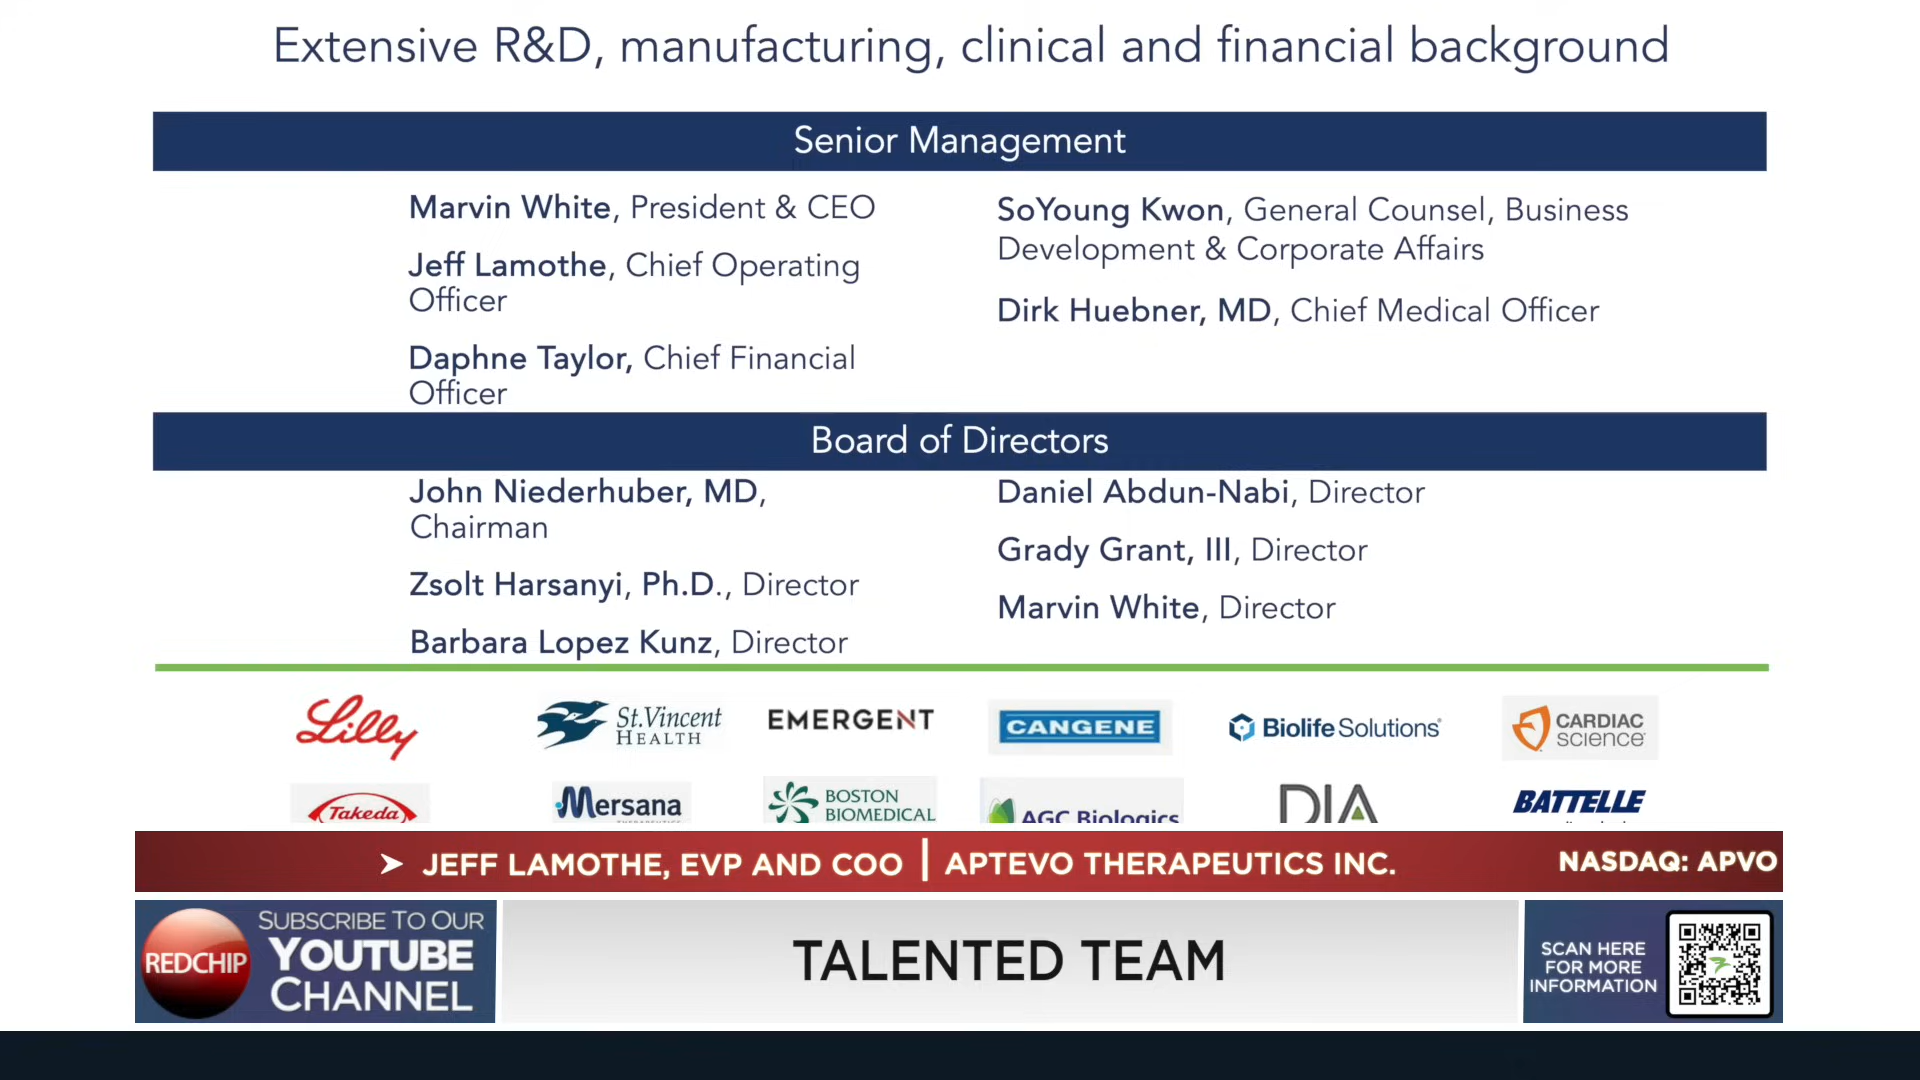 Extensive R&D, manufacturing, clinical and financial background
Senior Management
Marvin White, President & CEO
Jeff Lamothe, Chief Operating
Officer
Daphne Taylor, Chief Financial
Officer
SoYoung Kwon, General Counsel, Business
Development & Corporate Affairs
Dirk Huebner, MD, Chief Medical Officer
Board of Directors
John Niederhuber, MD,
Chairman
Zsolt Harsanyi, Ph.D., Director
Barbara Lopez Kunz, Director
Daniel Abdun-Nabi, Director
Grady Grant, III, Director
Marvin White, Director
Lilly
St.Vincent
HEALTH
EMERGENT
CANGENE
BiolifeSolutions
CARDIAC
science
Takeda
Mersana
BOSTON
BIOMEDICAL
AGC Biologics
DIA
BATTELLE
➤ JEFF LAMOTHE, EVP AND COO | APTEVO THERAPEUTICS INC.
NASDAQ: APVO
REDCHIP
SUBSCRIBE TO OUR
YOUTUBE
CHANNEL
TALENTED TEAM
SCAN HERE
FOR MORE
INFORMATION